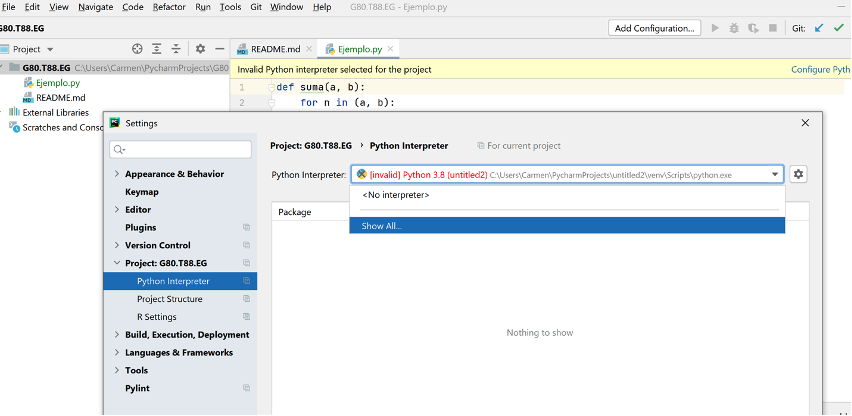 File Edit View Navigate Code Refactor Run Tools Git Window Help G80.T88.EG - Ejemplo.py
G80.T88.EG Add Configuration... Git:
Project README.md Ejemplo.py
G80.T88.EG C:\Users\Carmen\PycharmProjects\G80 Invalid Python interpreter selected for the project Configure Pyth
Ejemplo.py 1 def suma(a, b):
README.md 2 for n in (a, b):
External Libraries
Scratches and Conso
Settings
Project: G80.T88.EG Python Interpreter For current project
Appearance & Behavior Python Interpreter: [invalid] Python 3.8 (untitled2) C:\Users\Carmen\PycharmProjects\untitled2\venv\Scripts\python.exe
Keymap <No interpreter>
Editor Package
Plugins Show All...
Version Control
Project: G80.T88.EG
Python Interpreter
Project Structure
R Settings
Build, Execution, Deployment Nothing to show
Languages & Frameworks
Tools
Pylint